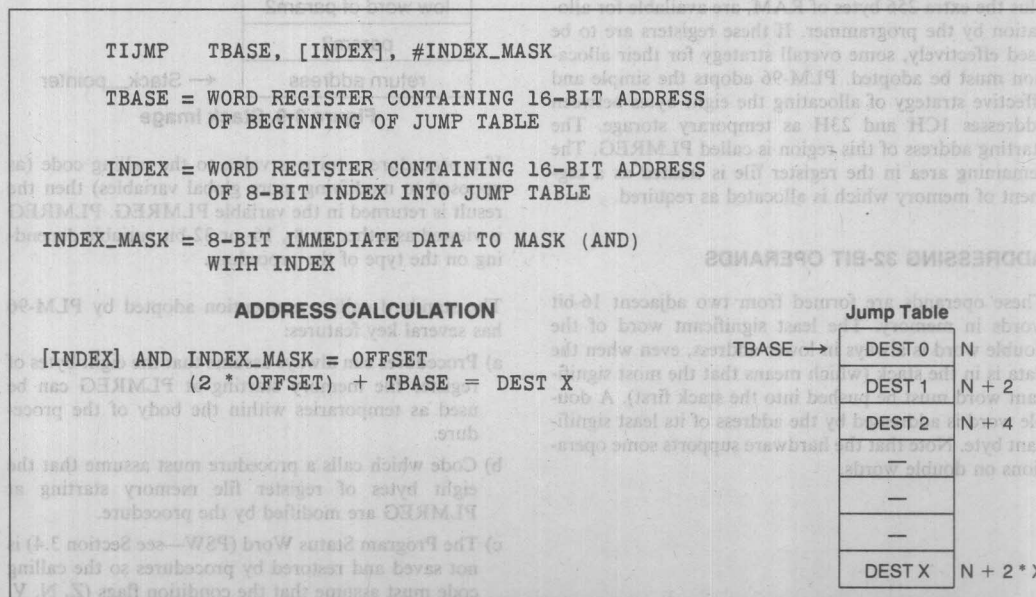 TIJMP TBASE, [INDEX], #INDEX_MASK
TBASE = WORD REGISTER CONTAINING 16-BIT ADDRESS
OF BEGINNING OF JUMP TABLE
INDEX = WORD REGISTER CONTAINING 16-BIT ADDRESS
OF 8-BIT INDEX INTO JUMP TABLE
INDEX_MASK = 8-BIT IMMEDIATE DATA TO MASK (AND)
WITH INDEX
ADDRESS CALCULATION
[INDEX] AND INDEX_MASK = OFFSET
(2 * OFFSET) + TBASE = DEST X
Jump Table
TBASE → DEST 0 N
DEST 1 N + 2
DEST 2 N + 4
—
—
—
DEST X N + 2 * X